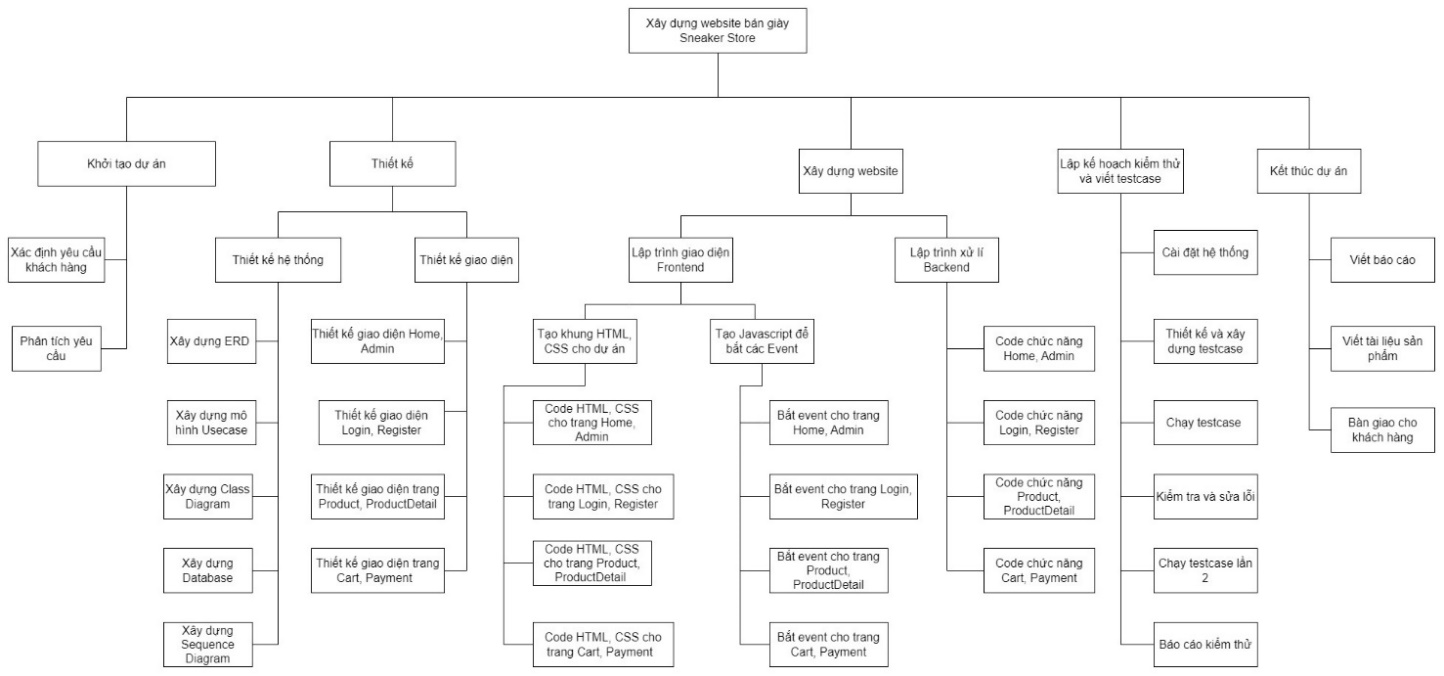 Xây dựng website bán giày
Sneaker Store
Khởi tạo dự án
Xác định yêu cầu
khách hàng
Phân tích yêu
cầu
Thiết kế
Thiết kế hệ thống
Xây dựng ERD
Xây dựng mô
hình Usecase
Xây dựng Class
Diagram
Xây dựng
Database
Xây dựng
Sequence
Diagram
Thiết kế giao diện
Thiết kế giao diện Home,
Admin
Thiết kế giao diện
Login, Register
Thiết kế giao diện trang
Product, ProductDetail
Thiết kế giao diện trang
Cart, Payment
Xây dựng website
Lập trình giao diện
Frontend
Tạo khung HTML,
CSS cho dự án
Code HTML, CSS
cho trang Home,
Admin
Code HTML, CSS cho
trang Login, Register
Code HTML, CSS
cho trang Product,
ProductDetail
Code HTML, CSS cho
trang Cart, Payment
Tạo Javascript để
bắt các Event
Bắt event cho trang
Home, Admin
Bắt event cho trang Login,
Register
Bắt event cho trang
Product,
ProductDetail
Bắt event cho trang
Cart, Payment
Lập trình xử lí
Backend
Code chức năng
Home, Admin
Code chức năng
Login, Register
Code chức năng
Product,
ProductDetail
Code chức năng
Cart, Payment
Lập kế hoạch kiểm thử
và viết testcase
Cài đặt hệ thống
Thiết kế và xây
dựng testcase
Chạy testcase
Kiểm tra và sửa lỗi
Chạy testcase lần
2
Báo cáo kiểm thử
Kết thúc dự án
Viết báo cáo
Viết tài liệu sản
phẩm
Bàn giao cho
khách hàng